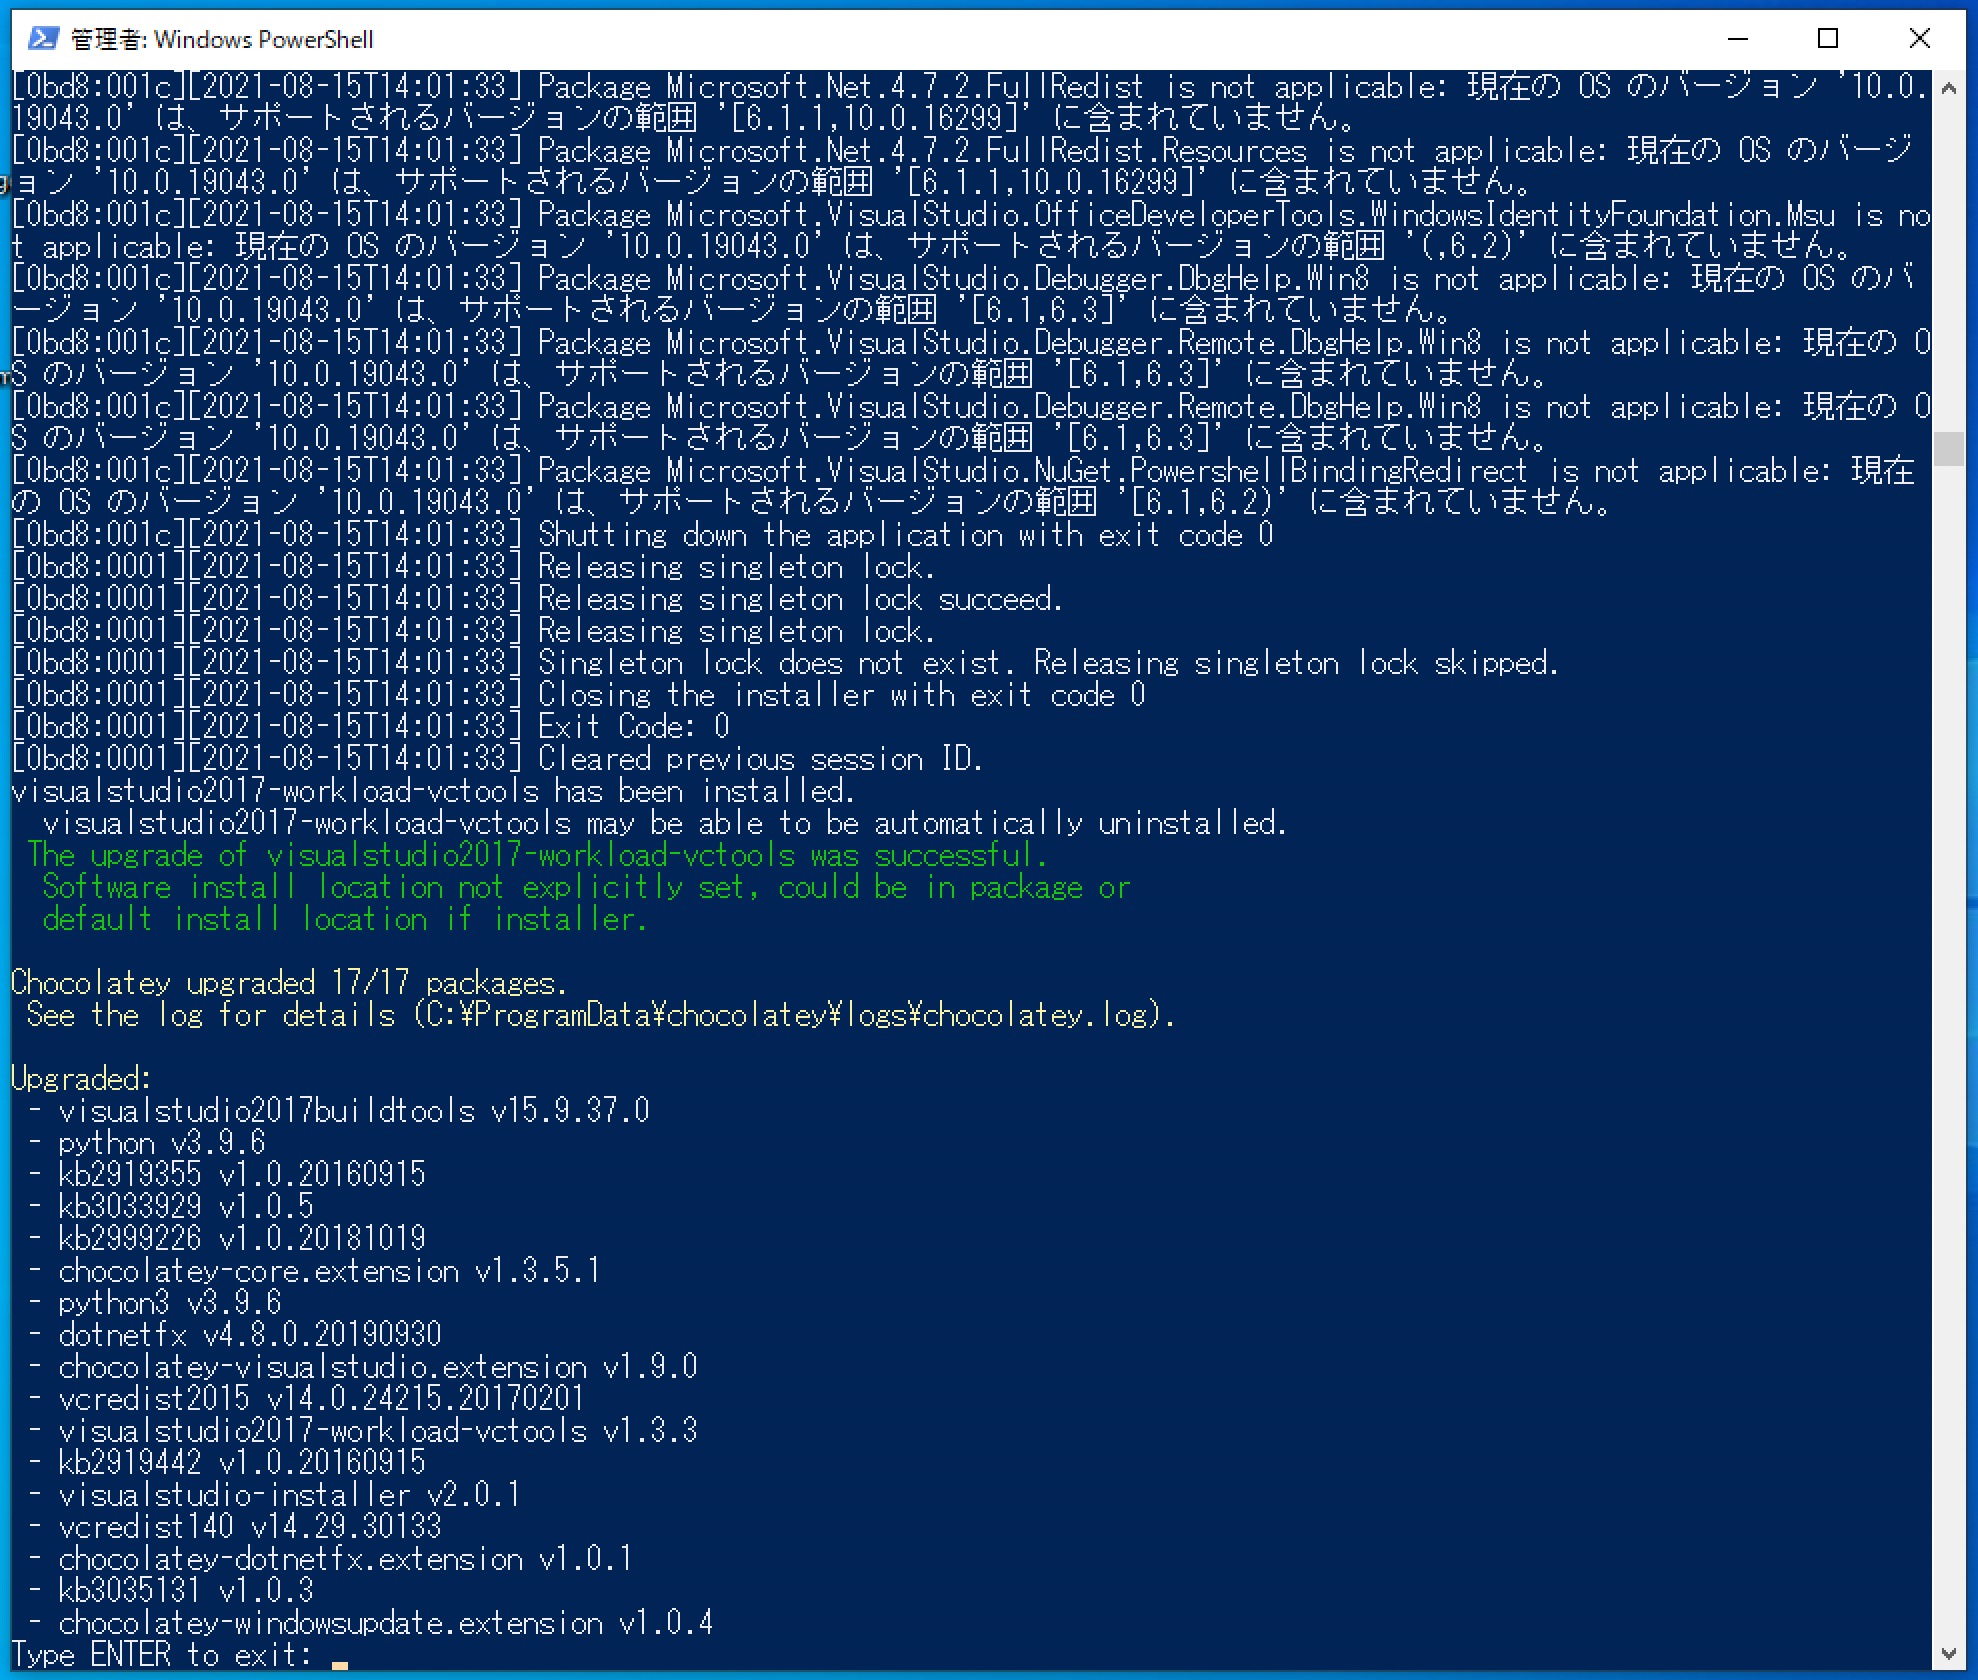 管理者: Windows PowerShell
[0bd8:001c][2021-08-15T14:01:33] Package Microsoft.Net.4.7.2.FullRedist is not applicable: 現在の OS のバージョン '10.0.
19043.0' は、サポートされるバージョンの範囲 '[6.1.1,10.0.16299]' に含まれていません。
[0bd8:001c][2021-08-15T14:01:33] Package Microsoft.Net.4.7.2.FullRedist.Resources is not applicable: 現在の OS のバージ
ョン '10.0.19043.0' は、サポートされるバージョンの範囲 '[6.1.1,10.0.16299]' に含まれていません。
[0bd8:001c][2021-08-15T14:01:33] Package Microsoft.VisualStudio.OfficeDeveloperTools.WindowsIdentityFoundation.Msu is no
t applicable: 現在の OS のバージョン '10.0.19043.0' は、サポートされるバージョンの範囲 '(,6.2)' に含まれていません。
[0bd8:001c][2021-08-15T14:01:33] Package Microsoft.VisualStudio.Debugger.DbgHelp.Win8 is not applicable: 現在の OS のバ
ージョン '10.0.19043.0' は、サポートされるバージョンの範囲 '[6.1,6.3]' に含まれていません。
[0bd8:001c][2021-08-15T14:01:33] Package Microsoft.VisualStudio.Debugger.Remote.DbgHelp.Win8 is not applicable: 現在の O
S のバージョン '10.0.19043.0' は、サポートされるバージョンの範囲 '[6.1,6.3]' に含まれていません。
[0bd8:001c][2021-08-15T14:01:33] Package Microsoft.VisualStudio.Debugger.Remote.DbgHelp.Win8 is not applicable: 現在の O
S のバージョン '10.0.19043.0' は、サポートされるバージョンの範囲 '[6.1,6.3]' に含まれていません。
[0bd8:001c][2021-08-15T14:01:33] Package Microsoft.VisualStudio.NuGet.PowershellBindingRedirect is not applicable: 現在
の OS のバージョン '10.0.19043.0' は、サポートされるバージョンの範囲 '[6.1,6.2)' に含まれていません。
[0bd8:001c][2021-08-15T14:01:33] Shutting down the application with exit code 0
[0bd8:0001][2021-08-15T14:01:33] Releasing singleton lock.
[0bd8:0001][2021-08-15T14:01:33] Releasing singleton lock succeed.
[0bd8:0001][2021-08-15T14:01:33] Releasing singleton lock.
[0bd8:0001][2021-08-15T14:01:33] Singleton lock does not exist. Releasing singleton lock skipped.
[0bd8:0001][2021-08-15T14:01:33] Closing the installer with exit code 0
[0bd8:0001][2021-08-15T14:01:33] Exit Code: 0
[0bd8:0001][2021-08-15T14:01:33] Cleared previous session ID.
visualstudio2017-workload-vctools has been installed.
  visualstudio2017-workload-vctools may be able to be automatically uninstalled.
 The upgrade of visualstudio2017-workload-vctools was successful.
  Software install location not explicitly set, could be in package or
  default install location if installer.
Chocolatey upgraded 17/17 packages.
 See the log for details (C:¥ProgramData¥chocolatey¥logs¥chocolatey.log).
Upgraded:
 - visualstudio2017buildtools v15.9.37.0
 - python v3.9.6
 - kb2919355 v1.0.20160915
 - kb3033929 v1.0.5
 - kb2999226 v1.0.20181019
 - chocolatey-core.extension v1.3.5.1
 - python3 v3.9.6
 - dotnetfx v4.8.0.20190930
 - chocolatey-visualstudio.extension v1.9.0
 - vcredist2015 v14.0.24215.20170201
 - visualstudio2017-workload-vctools v1.3.3
 - kb2919442 v1.0.20160915
 - visualstudio-installer v2.0.1
 - vcredist140 v14.29.30133
 - chocolatey-dotnetfx.extension v1.0.1
 - kb3035131 v1.0.3
 - chocolatey-windowsupdate.extension v1.0.4
Type ENTER to exit: